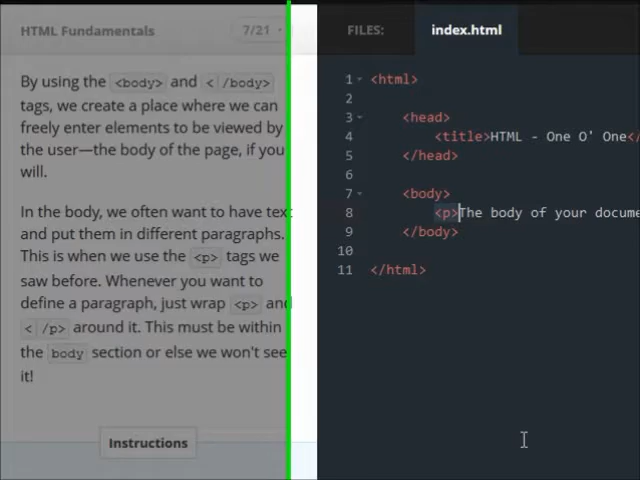 HTML Fundamentals 7/21
By using the <body> and </body>
tags, we create a place where we can
freely enter elements to be viewed by
the user—the body of the page, if you
will.
In the body, we often want to have text
and put them in different paragraphs.
This is when we use the <p> tags we
saw before. Whenever you want to
define a paragraph, just wrap <p> and
</p> around it. This must be within
the body section or else we won't see
it!
Instructions
FILES: index.html
1 <html>
2
3 <head>
4 <title>HTML - One O' One</
5 </head>
6
7 <body>
8 <p>The body of your docume
9 </body>
10
11 </html>